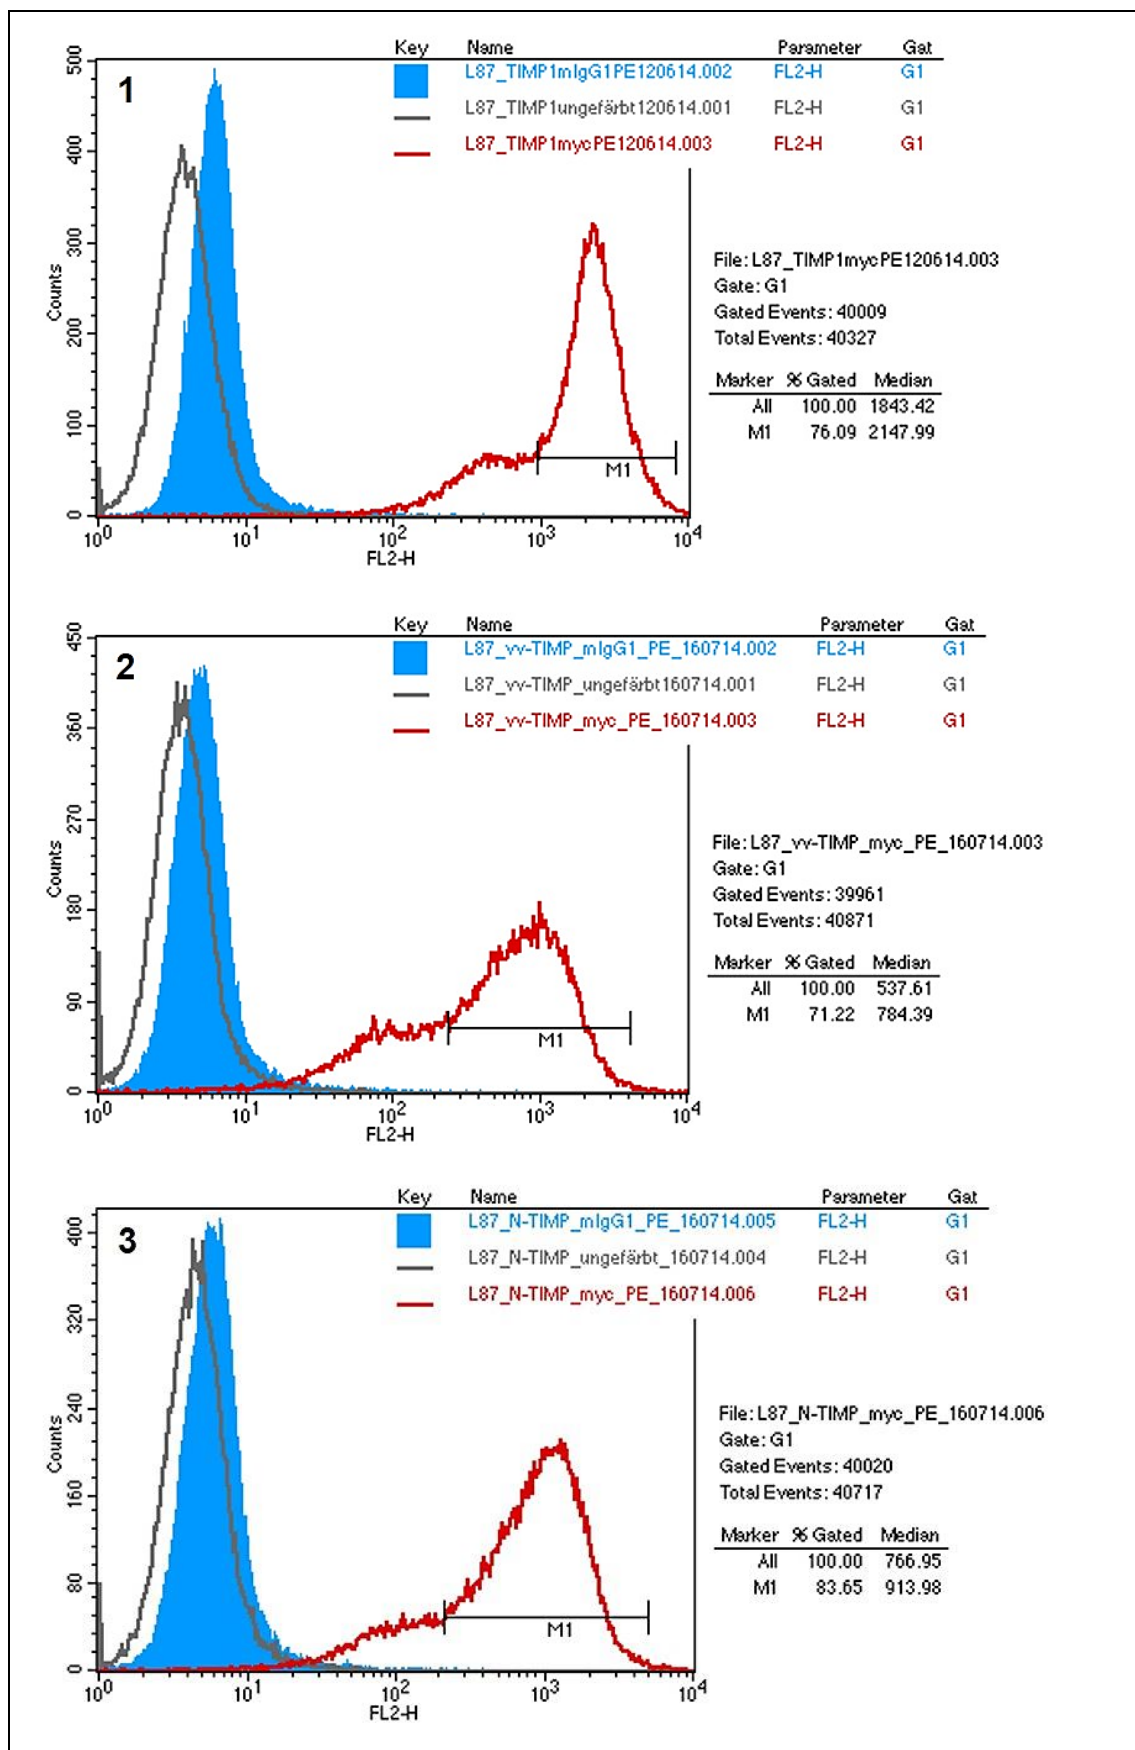 1
Key Name Parameter Gat
L87_TIMP1mIgG1PE120614.002 FL2-H G1
L87_TIMP1ungefärbt120614.001 FL2-H G1
L87_TIMP1mycPE120614.003 FL2-H G1
500
400
300
200
100
0
Counts
M1
10^0 10^1 10^2 10^3 10^4
FL2-H
File: L87_TIMP1mycPE120614.003
Gate: G1
Gated Events: 40009
Total Events: 40327
Marker % Gated Median
All 100.00 1843.42
M1 76.09 2147.99
2
Key Name Parameter Gat
L87_vv-TIMP_mIgG1_PE_160714.002 FL2-H G1
L87_vv-TIMP_ungefärbt160714.001 FL2-H G1
L87_vv-TIMP_myc_PE_160714.003 FL2-H G1
450
360
270
180
90
0
Counts
M1
10^0 10^1 10^2 10^3 10^4
FL2-H
File: L87_vv-TIMP_myc_PE_160714.003
Gate: G1
Gated Events: 39961
Total Events: 40871
Marker % Gated Median
All 100.00 537.61
M1 71.22 784.39
3
Key Name Parameter Gat
L87_N-TIMP_mIgG1_PE_160714.005 FL2-H G1
L87_N-TIMP_ungefärbt_160714.004 FL2-H G1
L87_N-TIMP_myc_PE_160714.006 FL2-H G1
400
320
240
160
80
0
Counts
M1
10^0 10^1 10^2 10^3 10^4
FL2-H
File: L87_N-TIMP_myc_PE_160714.006
Gate: G1
Gated Events: 40020
Total Events: 40717
Marker % Gated Median
All 100.00 766.95
M1 83.65 913.98